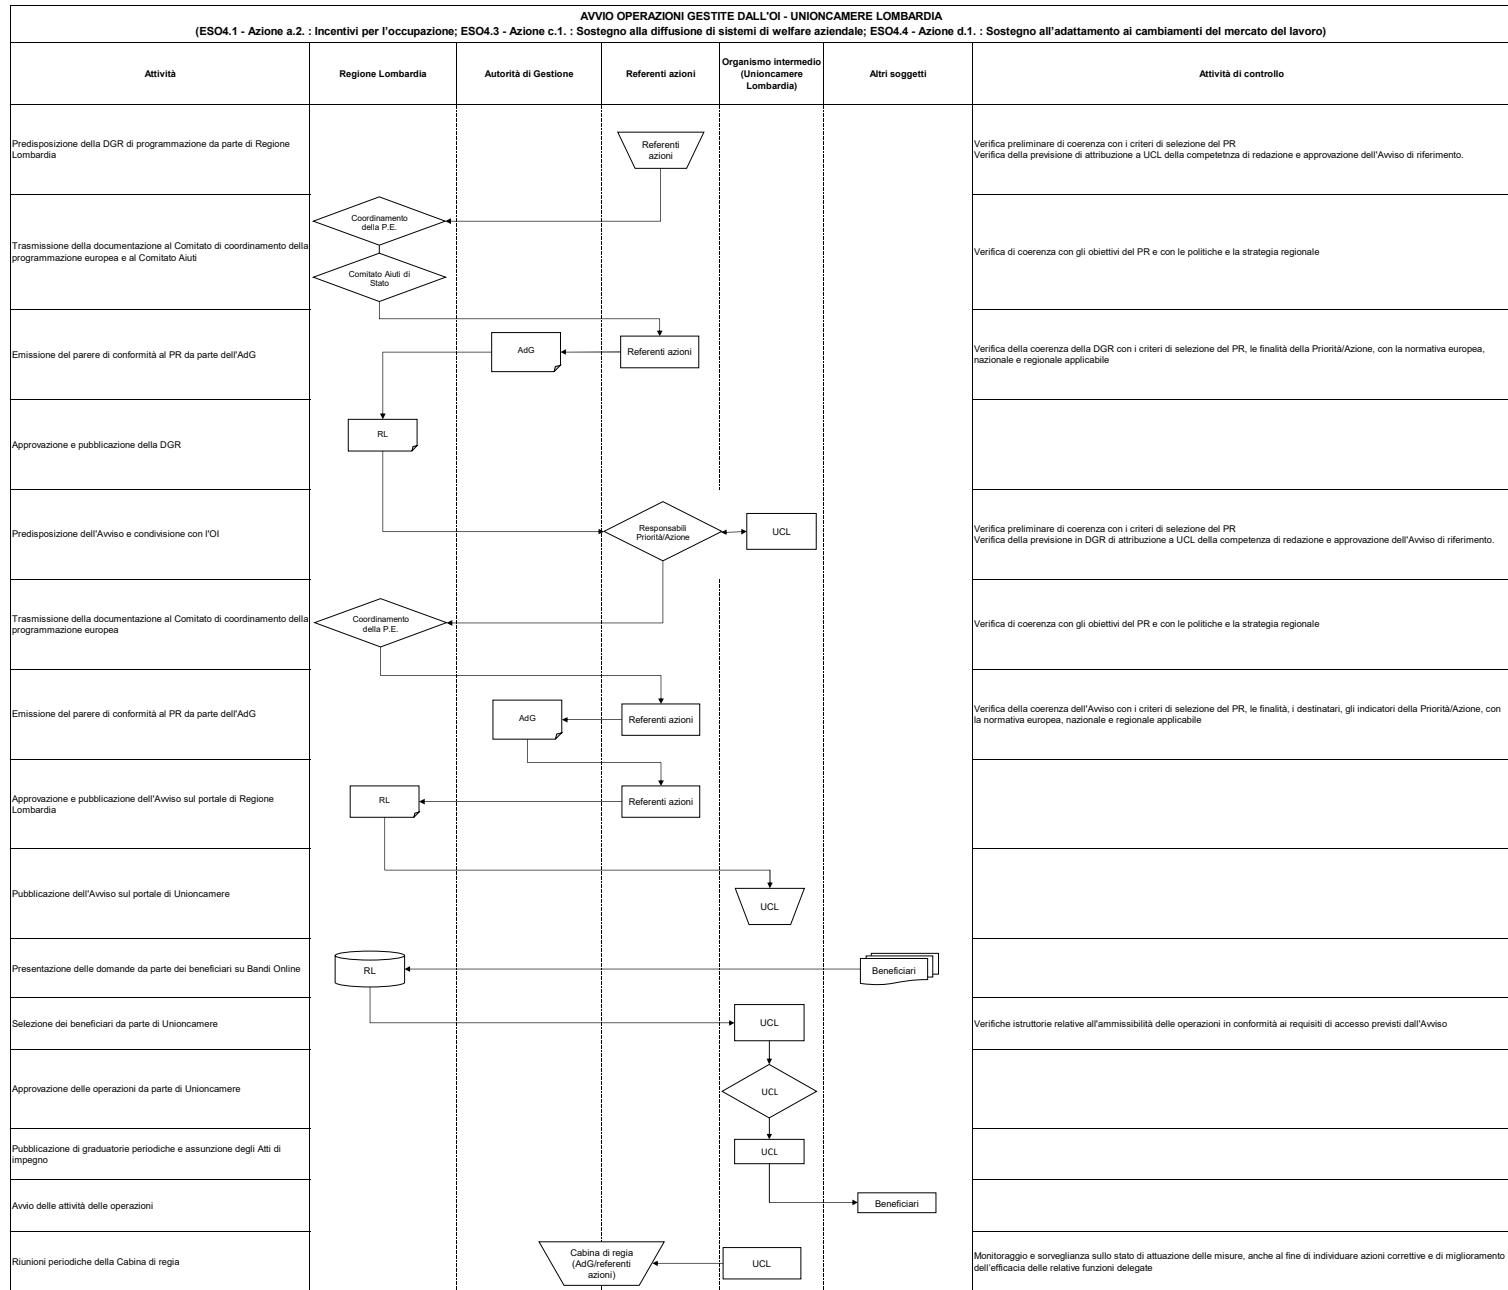 AVVIO OPERAZIONI GESTITE DALL'OI - UNIONCAMERE LOMBARDIA
(ESO4.1 - Azione a.2. : Incentivi per l'occupazione; ESO4.3 - Azione c.1. : Sostegno alla diffusione di sistemi di welfare aziendale; ESO4.4 - Azione d.1. : Sostegno all'adattamento ai cambiamenti del mercato del lavoro)
Attività
Regione Lombardia
Autorità di Gestione
Referenti azioni
Organismo intermedio
(Unioncamere
Lombardia)
Altri soggetti
Attività di controllo
Predisposizione della DGR di programmazione da parte di Regione
Lombardia
Referenti
azioni
Verifica preliminare di coerenza con i criteri di selezione del PR
Verifica della previsione di attribuzione a UCL della competetnza di redazione e approvazione dell'Avviso di riferimento.
Trasmissione della documentazione al Comitato di coordinamento della
programmazione europea e al Comitato Aiuti
Coordinamento
della P.E.
Comitato Aiuti di
Stato
Verifica di coerenza con gli obiettivi del PR e con le politiche e la strategia regionale
Emissione del parere di conformità al PR da parte dell'AdG
AdG
Referenti azioni
Verifica della coerenza della DGR con i criteri di selezione del PR, le finalità della Priorità/Azione, con la normativa europea,
nazionale e regionale applicabile
Approvazione e pubblicazione della DGR
RL
Predisposizione dell'Avviso e condivisione con l'OI
Responsabili
Priorità/Azione
UCL
Verifica preliminare di coerenza con i criteri di selezione del PR
Verifica della previsione in DGR di attribuzione a UCL della competenza di redazione e approvazione dell'Avviso di riferimento.
Trasmissione della documentazione al Comitato di coordinamento della
programmazione europea
Coordinamento
della P.E.
Verifica di coerenza con gli obiettivi del PR e con le politiche e la strategia regionale
Emissione del parere di conformità al PR da parte dell'AdG
AdG
Referenti azioni
Verifica della coerenza dell'Avviso con i criteri di selezione del PR, le finalità, i destinatari, gli indicatori della Priorità/Azione, con
la normativa europea, nazionale e regionale applicabile
Approvazione e pubblicazione dell'Avviso sul portale di Regione
Lombardia
RL
Referenti azioni
Pubblicazione dell'Avviso sul portale di Unioncamere
UCL
Presentazione delle domande da parte dei beneficiari su Bandi Online
RL
Beneficiari
Selezione dei beneficiari da parte di Unioncamere
UCL
Verifiche istruttorie relative all'ammissibilità delle operazioni in conformità ai requisiti di accesso previsti dall'Avviso
Approvazione delle operazioni da parte di Unioncamere
UCL
Pubblicazione di graduatorie periodiche e assunzione degli Atti di
impegno
UCL
Avvio delle attività delle operazioni
Beneficiari
Riunioni periodiche della Cabina di regia
Cabina di regia
(AdG/referenti
azioni)
UCL
Monitoraggio e sorveglianza sullo stato di attuazione delle misure, anche al fine di individuare azioni correttive e di miglioramento
dell'efficacia delle relative funzioni delegate